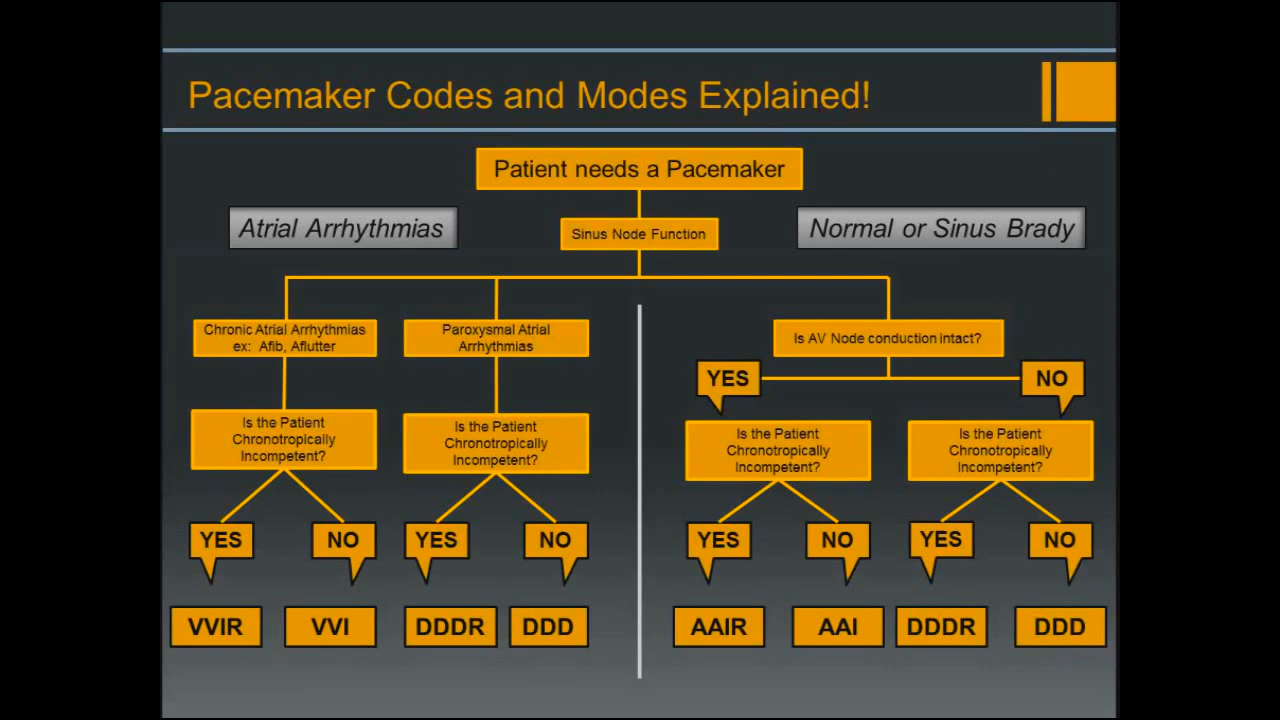 Pacemaker Codes and Modes Explained!
Patient needs a Pacemaker
Atrial Arrhythmias
Sinus Node Function
Normal or Sinus Brady
Chronic Atrial Arrhythmias
ex: Afib, Aflutter
Paroxysmal Atrial
Arrhythmias
Is AV Node conduction intact?
YES
NO
Is the Patient
Chronotropically
Incompetent?
Is the Patient
Chronotropically
Incompetent?
Is the Patient
Chronotropically
Incompetent?
Is the Patient
Chronotropically
Incompetent?
YES
NO
YES
NO
YES
NO
YES
NO
VVIR
VVI
DDDR
DDD
AAIR
AAI
DDDR
DDD